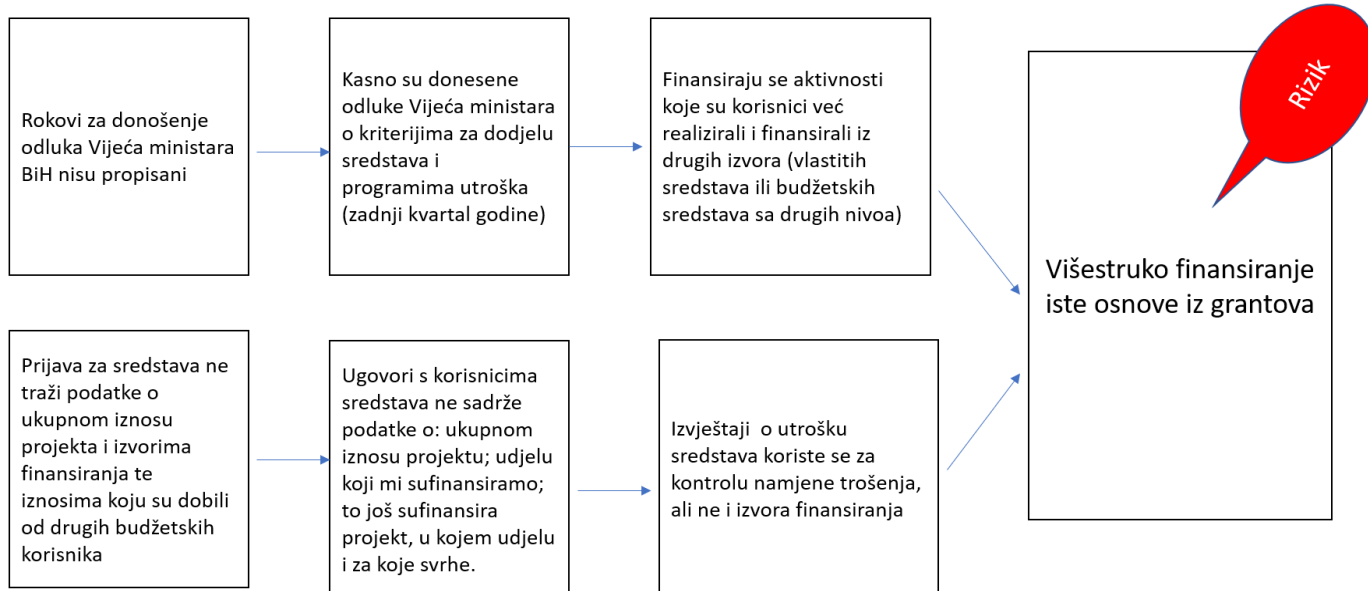 Rokovi za donošenje
odluka Vijeća ministara
BiH nisu propisani
Kasno su donesene
odluke Vijeća ministara
o kriterijima za dodjelu
sredstava i
programima utroška
(zadnji kvartal godine)
Finansiraju se aktivnosti
koje su korisnici već
realizirali i finansirali iz
drugih izvora (vlastitih
sredstava ili budžetskih
sredstava sa drugih nivoa)
Rizik
Višestruko finansiranje
iste osnove iz grantova
Prijava za sredstava ne
traži podatke o
ukupnom iznosu
projekta i izvorima
finansiranja te
iznosima koju su dobili
od drugih budžetskih
korisnika
Ugovori s korisnicima
sredstava ne sadrže
podatke o: ukupnom
iznosu projektu; udjelu
koji mi sufinansiramo;
to još sufinansira
projekt, u kojem udjelu
i za koje svrhe.
Izvještaji o utrošku
sredstava koriste se za
kontrolu namjene trošenja,
ali ne i izvora finansiranja